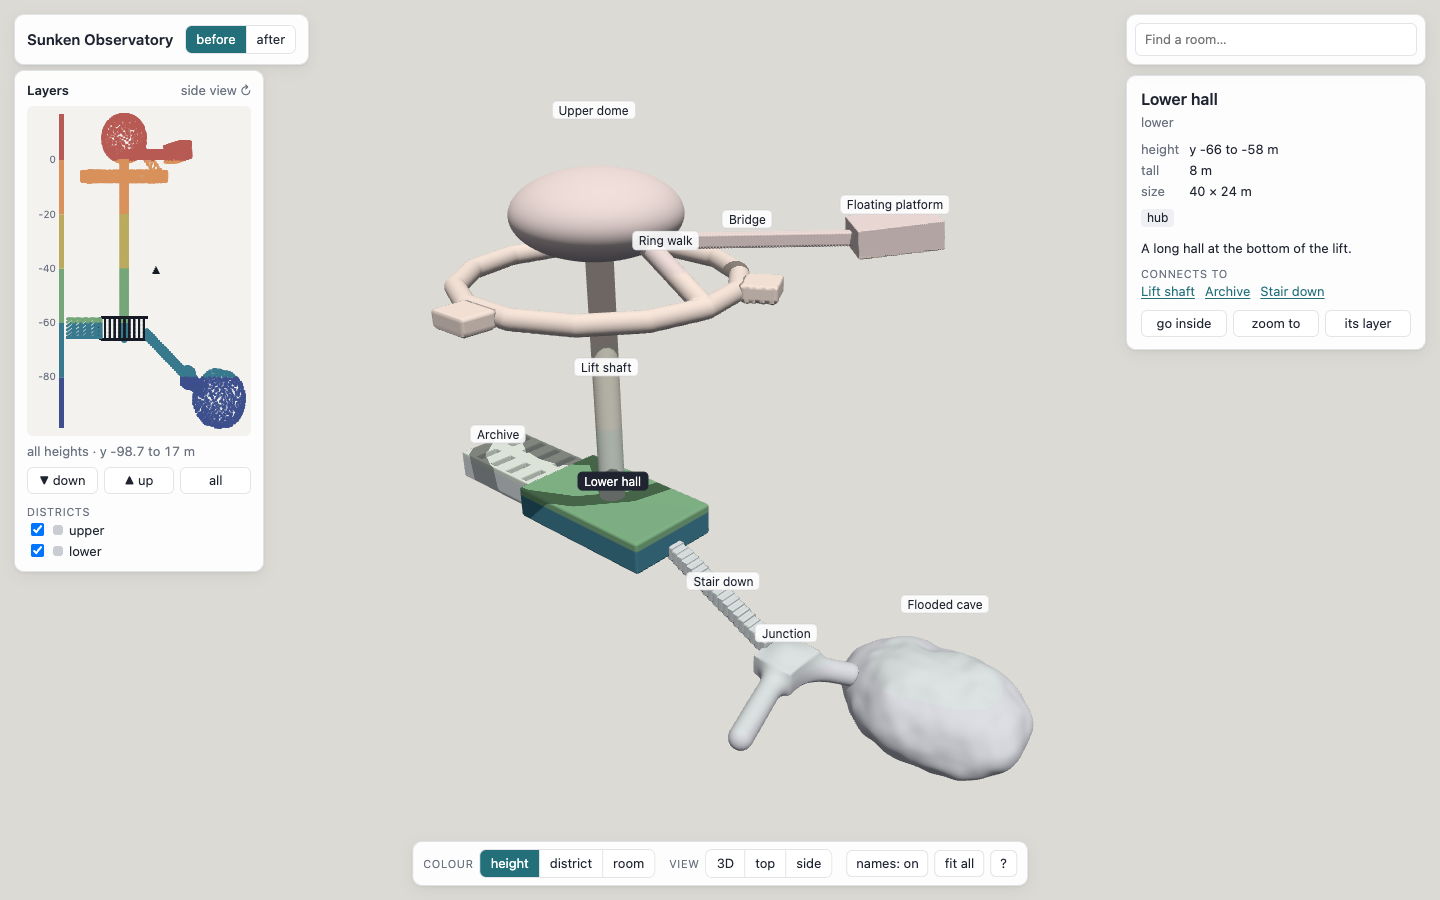 Sunken Observatory before after
Layers side view ↻
0
-20
-40
-60
-80
all heights · y -98.7 to 17 m
▼ down ▲ up all
DISTRICTS
upper
lower
Upper dome
Floating platform
Bridge
Ring walk
Lift shaft
Archive
Lower hall
Stair down
Flooded cave
Junction
Find a room...
Lower hall
lower
height y -66 to -58 m
tall 8 m
size 40 × 24 m
hub
A long hall at the bottom of the lift.
CONNECTS TO
Lift shaft Archive Stair down
go inside zoom to its layer
COLOUR height district room VIEW 3D top side names: on fit all ?